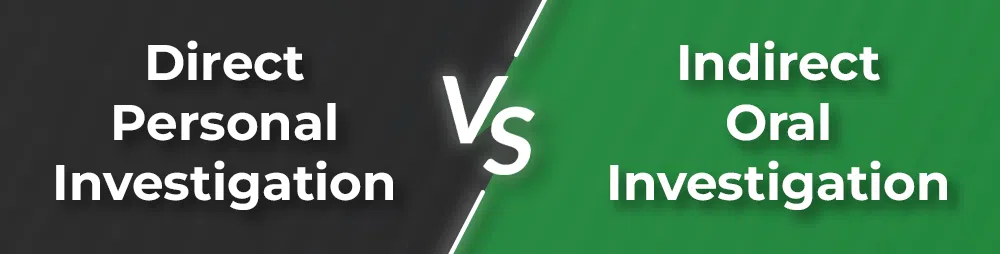 Direct
Personal
Investigation
VS
Indirect
Oral
Investigation